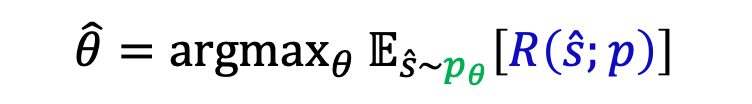 θ̂ = argmax_θ 𝔼_{ŝ~p_θ}[R(ŝ; p)]